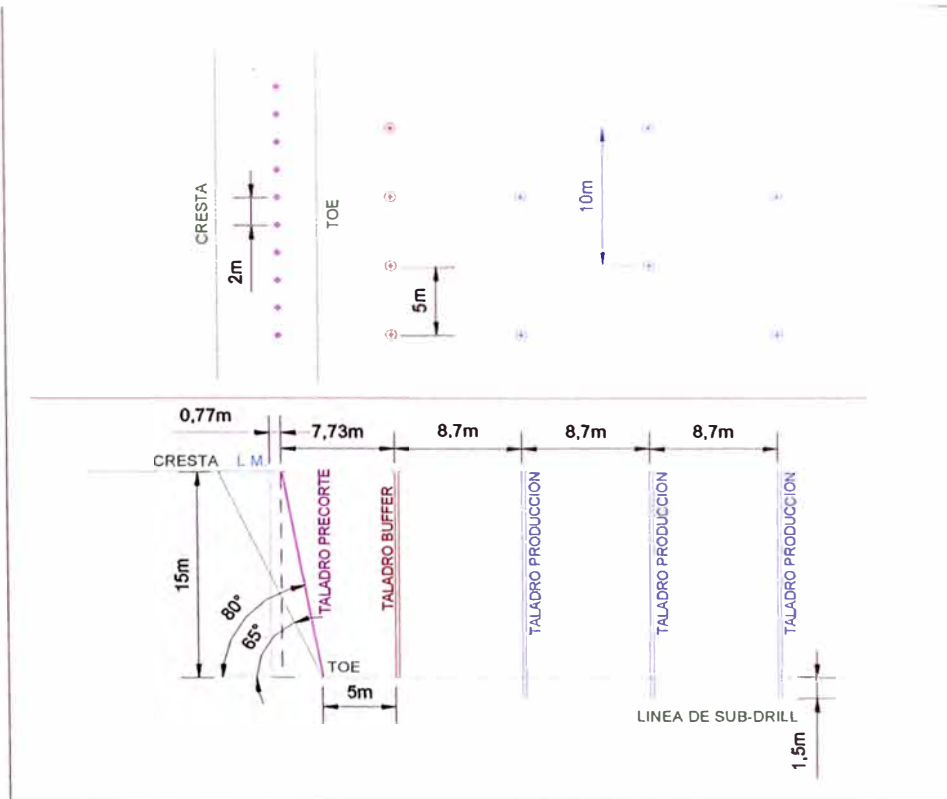 CRESTA
TOE
2m
5m
10m
0,77m
7,73m
8,7m
8,7m
8,7m
CRESTA
L.M.
15m
80°
65°
TALADRO PRECORTE
TALADRO BUFFER
TALADRO PRODUCCION
TALADRO PRODUCCION
TALADRO PRODUCCION
TOE
5m
LINEA DE SUB-DRILL
1,5m